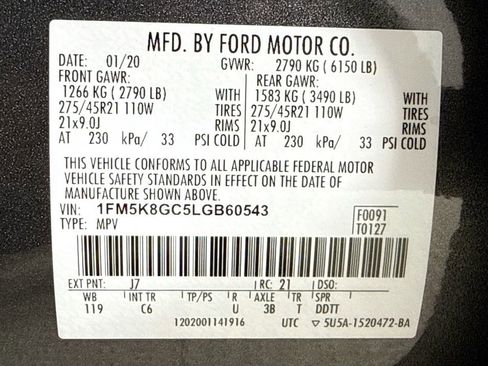 MFD. BY FORD MOTOR CO.
DATE: 01/20 GVWR: 2790 KG ( 6150 LB)
FRONT GAWR: REAR GAWR:
1266 KG ( 2790 LB) WITH 1583 KG ( 3490 LB) WITH
275/45R21 110W TIRES 275/45R21 110W TIRES
21x9.0J RIMS 21x9.0J RIMS
AT 230 kPa/ 33 PSI COLD AT 230 kPa/ 33 PSI COLD
THIS VEHICLE CONFORMS TO ALL APPLICABLE FEDERAL MOTOR
VEHICLE SAFETY STANDARDS IN EFFECT ON THE DATE OF
MANUFACTURE SHOWN ABOVE.
VIN: 1FM5K8GC5LGB60543 F0091
TYPE: MPV T0127
EXT PNT: J7 RC: 21 DSO:
WB INT TR TP/PS R AXLE TR SPR
119 C6 U 3B T DDTT
1202001141916 UTC ▽ 5U5A-1520472-BA